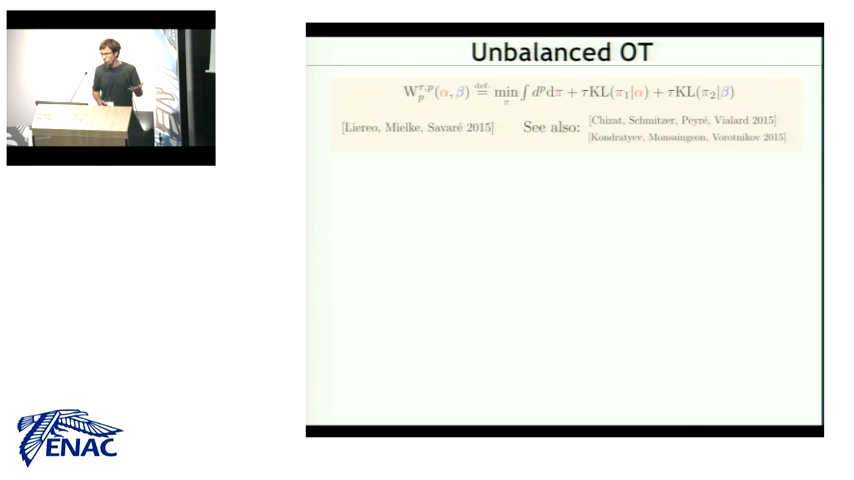 Unbalanced OT
W_p^{τ,p}(α, β) ≝ min_π ∫ d^p dπ + τKL(π₁|α) + τKL(π₂|β)
[Liereo, Mielke, Savaré 2015] See also: [Chizat, Schmitzer, Peyré, Vialard 2015]
[Kondratyev, Monsaingeon, Vorotnikov 2015]
ENAC